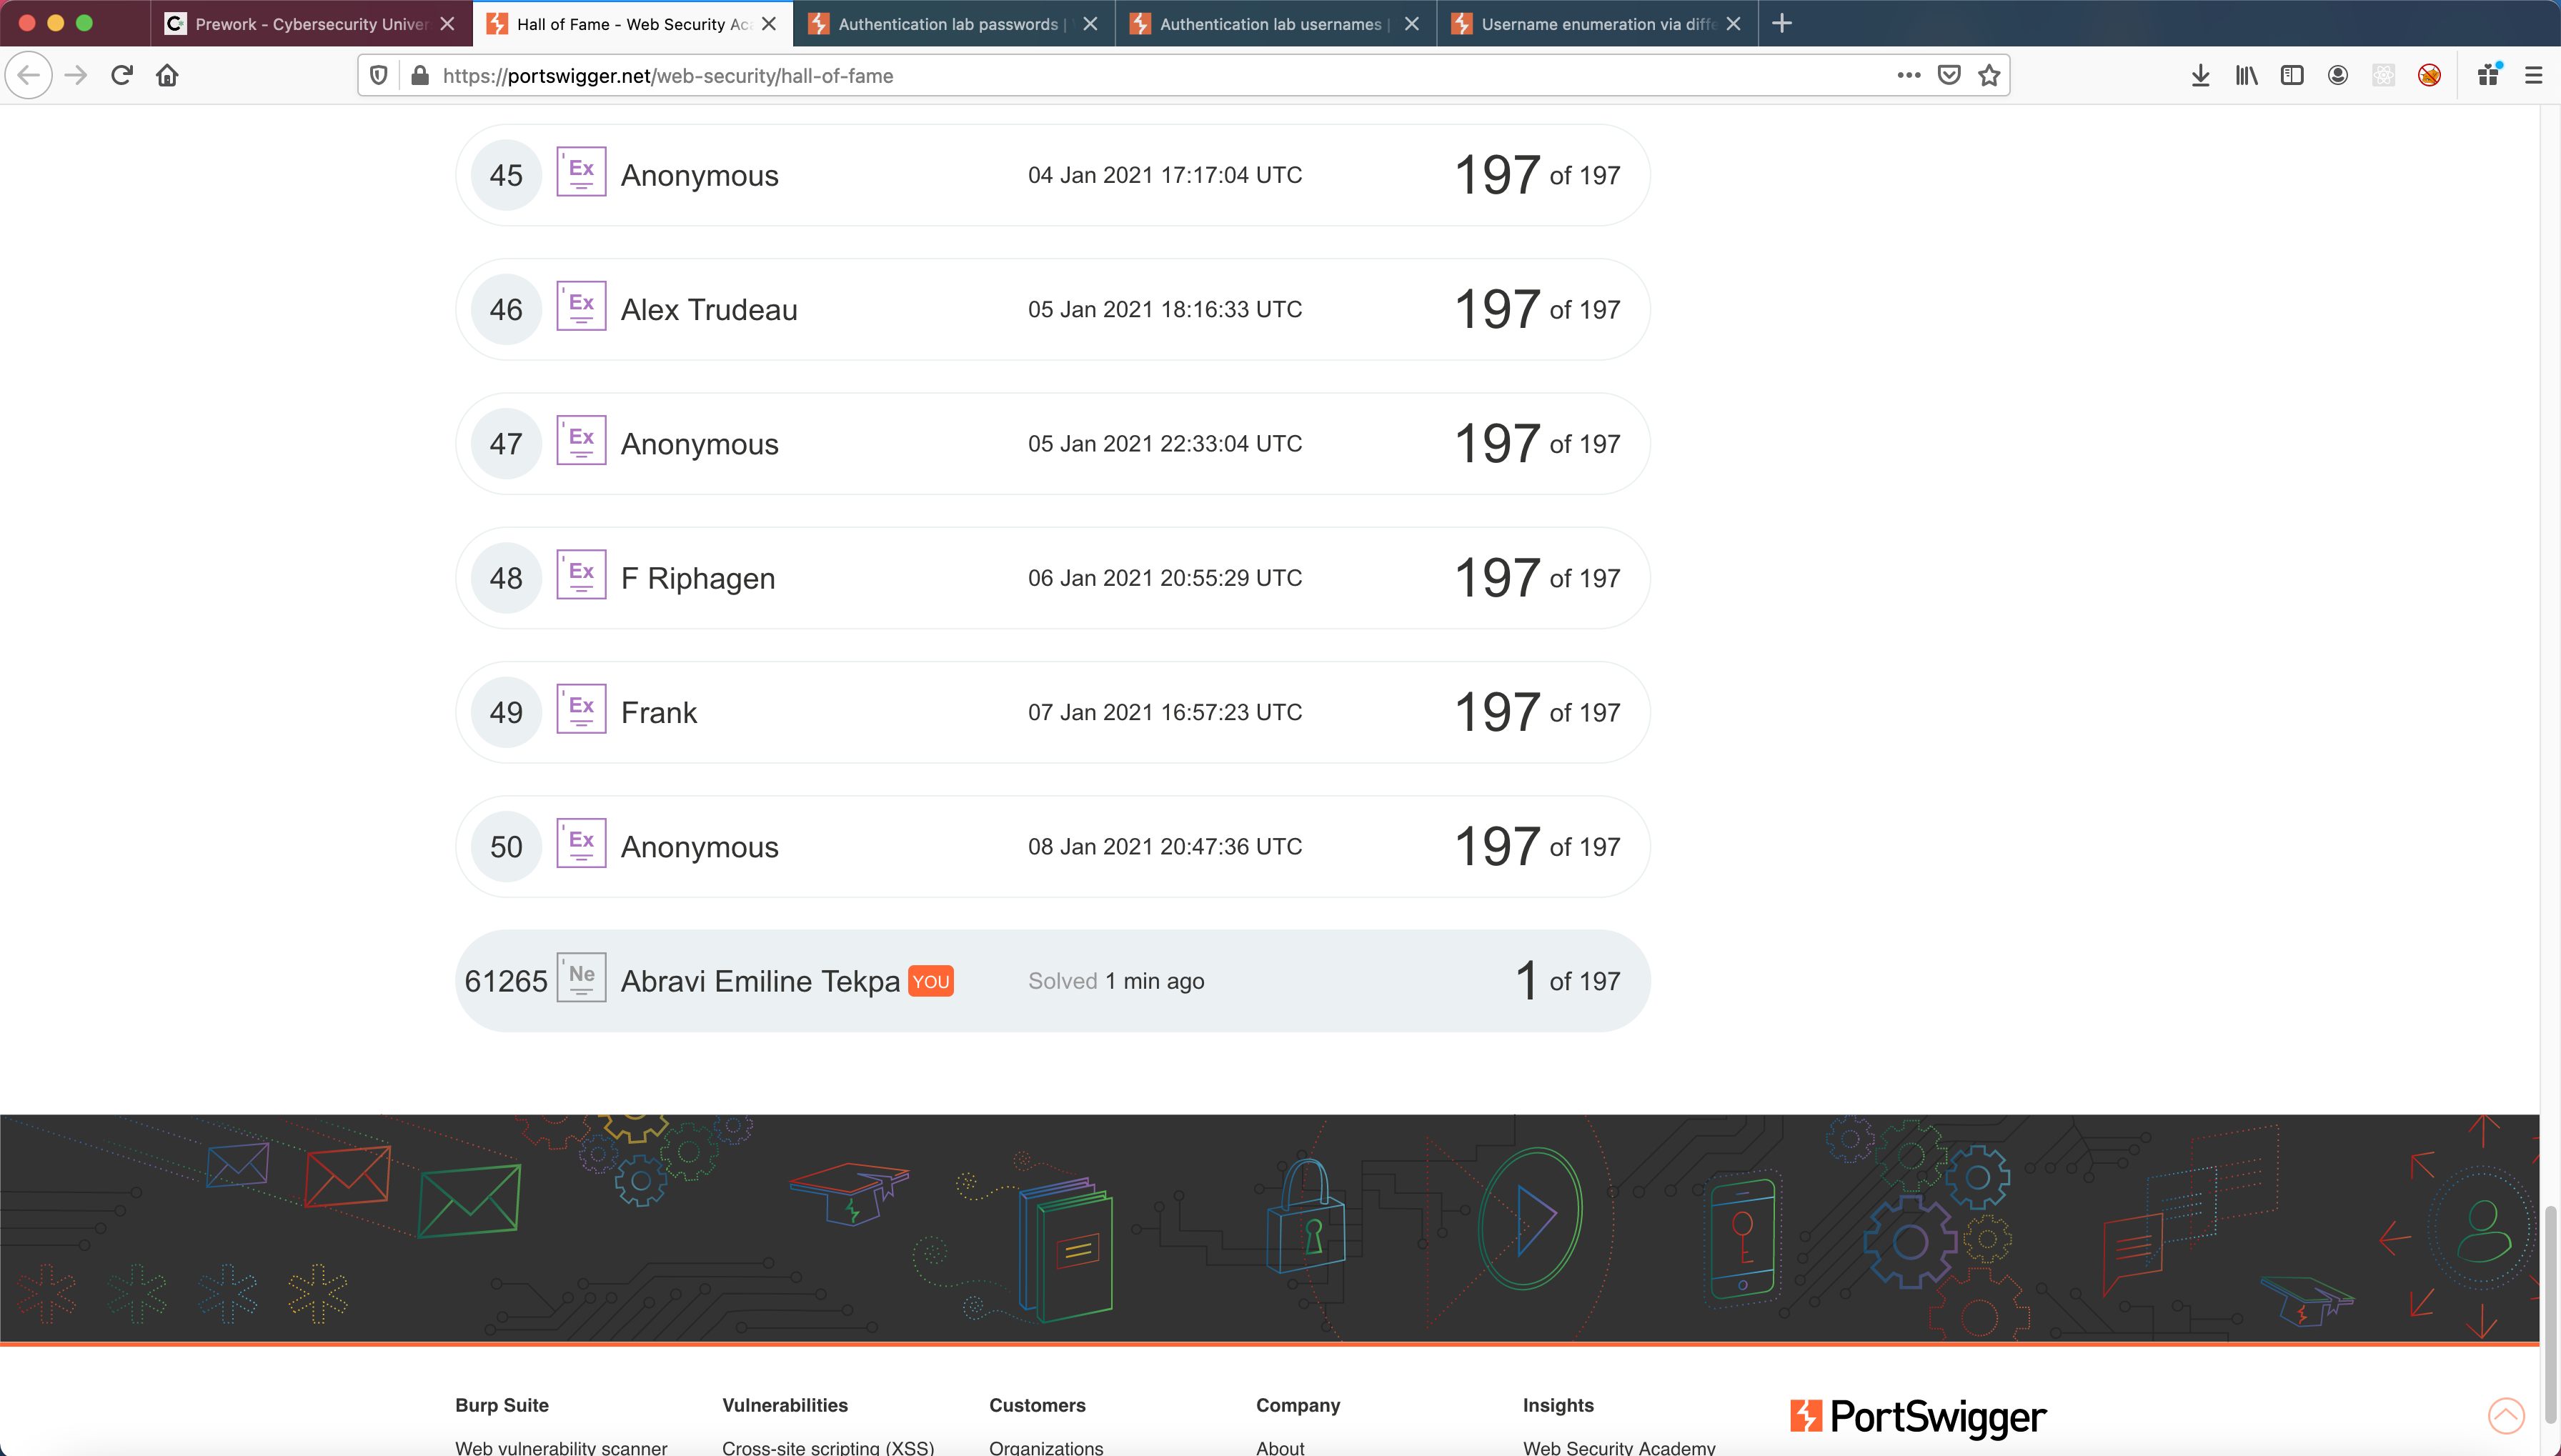 Prework - Cybersecurity Univer
Hall of Fame - Web Security Aca
Authentication lab passwords |
Authentication lab usernames |
Username enumeration via diffe
https://portswigger.net/web-security/hall-of-fame
45 Ex Anonymous 04 Jan 2021 17:17:04 UTC 197 of 197
46 Ex Alex Trudeau 05 Jan 2021 18:16:33 UTC 197 of 197
47 Ex Anonymous 05 Jan 2021 22:33:04 UTC 197 of 197
48 Ex F Riphagen 06 Jan 2021 20:55:29 UTC 197 of 197
49 Ex Frank 07 Jan 2021 16:57:23 UTC 197 of 197
50 Ex Anonymous 08 Jan 2021 20:47:36 UTC 197 of 197
61265 Ne Abravi Emiline Tekpa YOU Solved 1 min ago 1 of 197
Burp Suite Vulnerabilities Customers Company Insights PortSwigger
Web vulnerability scanner Cross-site scripting (XSS) Organizations About Web Security Academy